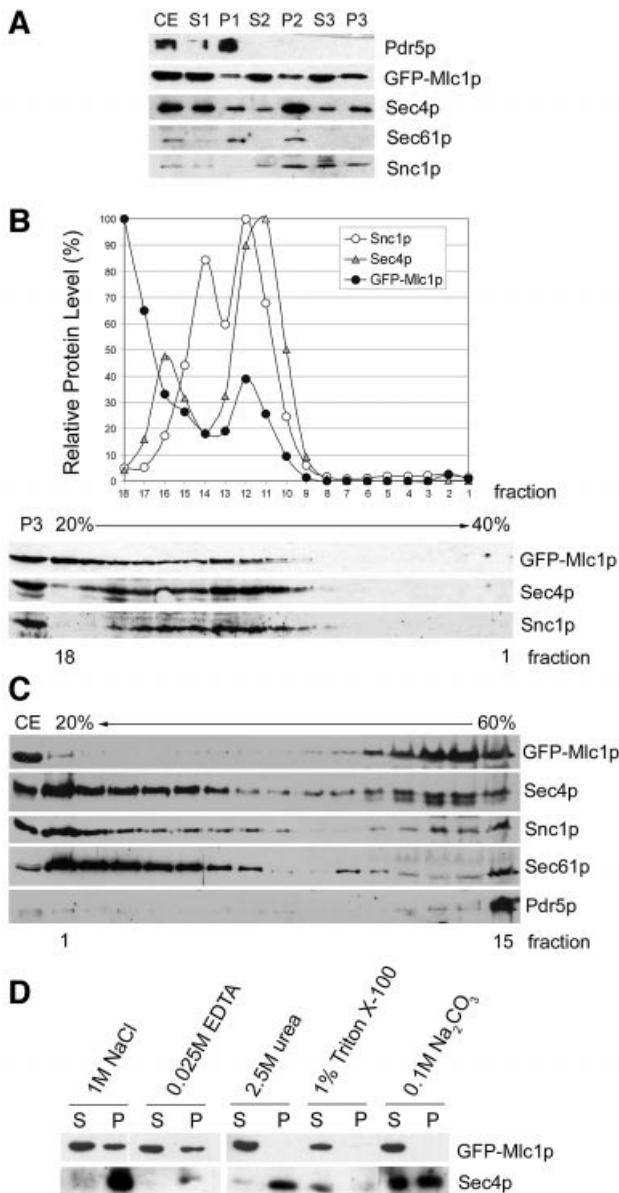 A
CE S1 P1 S2 P2 S3 P3
Pdr5p
GFP-Mlc1p
Sec4p
Sec61p
Snc1p
B
Relative Protein Level (%)
100
90
80
70
60
50
40
30
20
10
0
Snc1p
Sec4p
GFP-Mlc1p
18 17 16 15 14 13 12 11 10 9 8 7 6 5 4 3 2 1
fraction
P3 20% 40%
GFP-Mlc1p
Sec4p
Snc1p
18 1 fraction
C
CE 20% 60%
GFP-Mlc1p
Sec4p
Snc1p
Sec61p
Pdr5p
1 15 fraction
D
1M NaCl
0.025M EDTA
2.5M urea
1% Triton X-100
0.1M Na₂CO₃
S P S P S P S P S P
GFP-Mlc1p
Sec4p